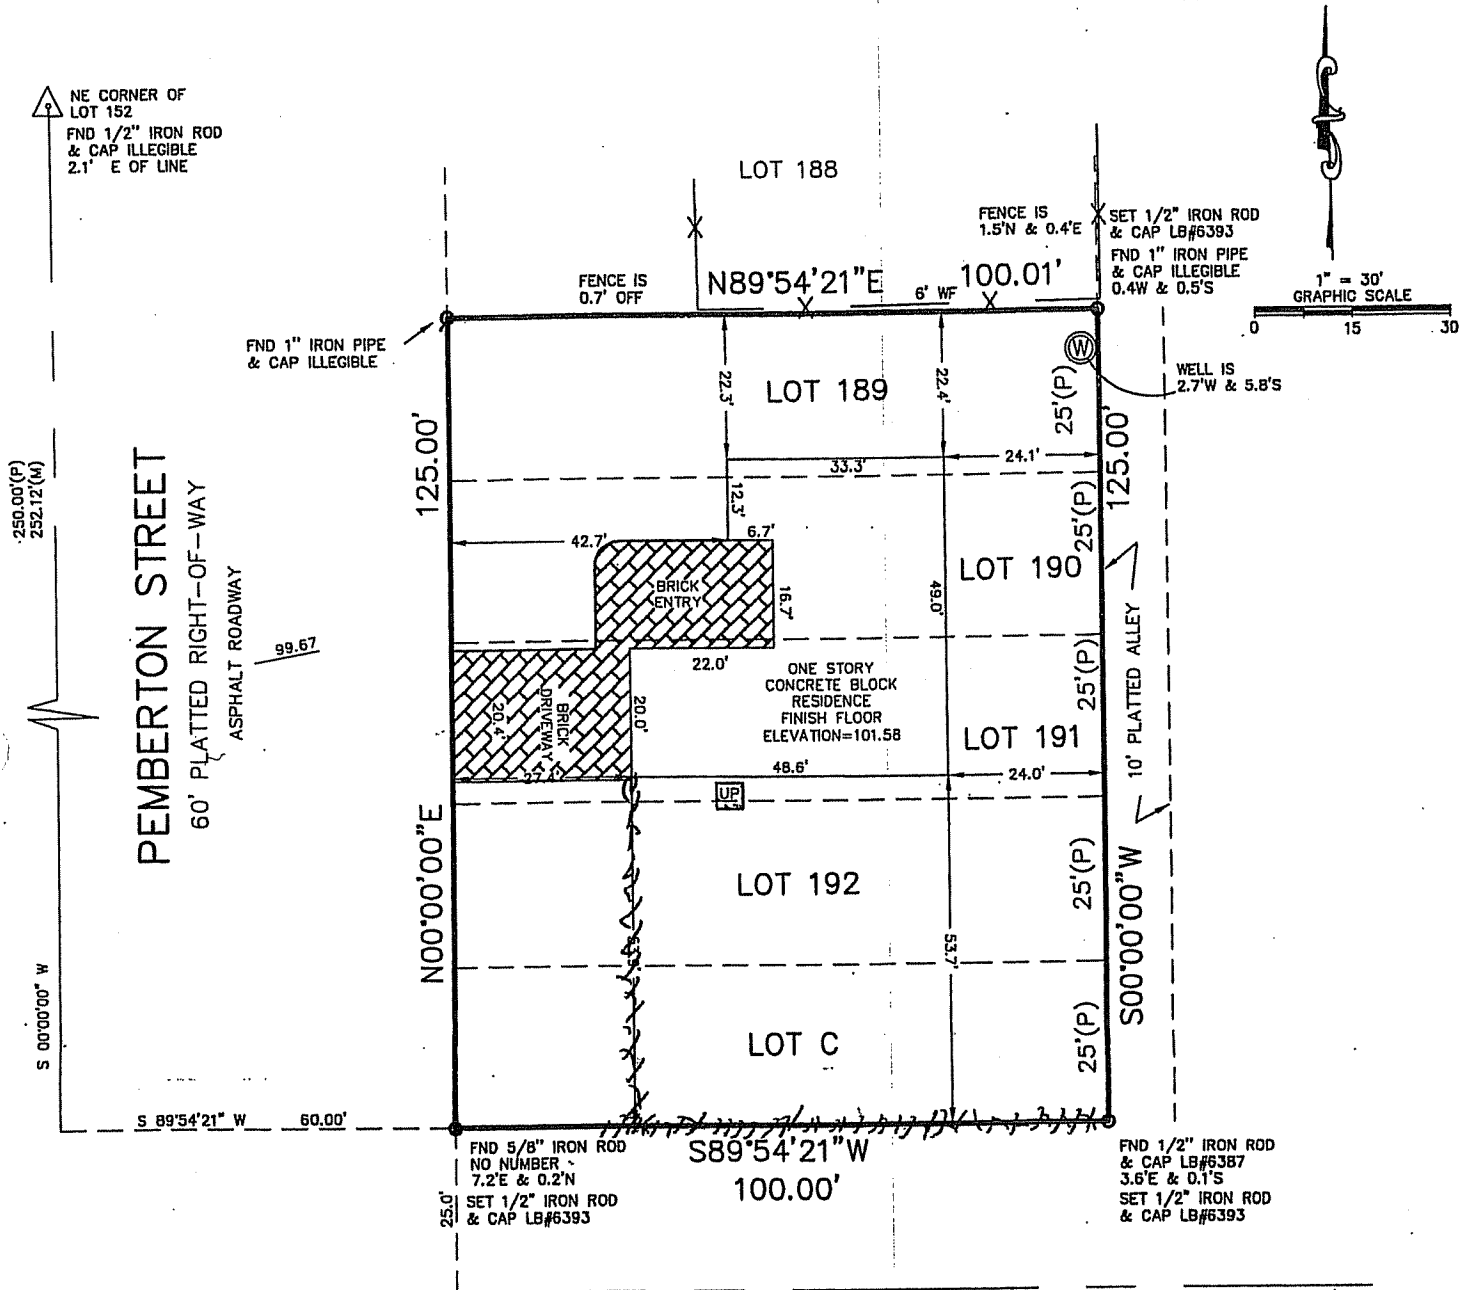 NE CORNER OF
LOT 152
FND 1/2" IRON ROD
& CAP ILLEGIBLE
2.1' E OF LINE
LOT 188
FENCE IS
1.5'N & 0.4'E
SET 1/2" IRON ROD
& CAP LB#6393
FND 1" IRON PIPE
& CAP ILLEGIBLE
0.4W & 0.5'S
1" = 30'
GRAPHIC SCALE
0 15 30
FENCE IS
0.7' OFF
N89°54'21"E 100.01'
6' WF
FND 1" IRON PIPE
& CAP ILLEGIBLE
W
WELL IS
2.7'W & 5.8'S
22.3'
LOT 189
22.4'
25'(P)
125.00'
125.00'
33.3'
24.1'
12.3'
25'(P)
250.00'(P)
252.12'(M)
PEMBERTON STREET
60' PLATTED RIGHT-OF-WAY
ASPHALT ROADWAY
99.67
42.7'
6.7'
BRICK
ENTRY
16.7'
49.0'
LOT 190
22.0'
ONE STORY
CONCRETE BLOCK
RESIDENCE
FINISH FLOOR
ELEVATION=101.58
25'(P)
10' PLATTED ALLEY
BRICK
DRIVEWAY
20.4'
20.0'
LOT 191
27.4'
48.6'
24.0'
UP
N00°00'00"E
LOT 192
25'(P)
S00°00'00"W
53.7'
LOT C
25'(P)
S 00°00'00" W
S 89°54'21" W 60.00'
FND 5/8" IRON ROD
NO NUMBER
7.2'E & 0.2'N
SET 1/2" IRON ROD
& CAP LB#6393
25.0'
S89°54'21"W
100.00'
FND 1/2" IRON ROD
& CAP LB#6387
3.6'E & 0.1'S
SET 1/2" IRON ROD
& CAP LB#6393